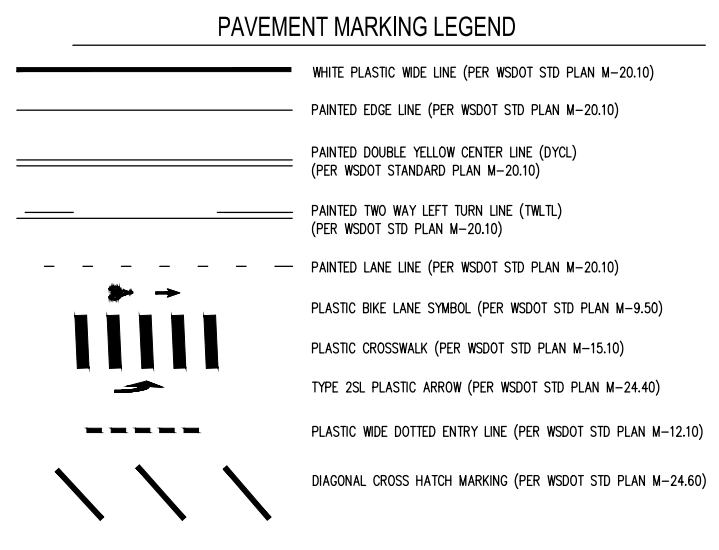 PAVEMENT MARKING LEGEND
WHITE PLASTIC WIDE LINE (PER WSDOT STD PLAN M-20.10)
PAINTED EDGE LINE (PER WSDOT STD PLAN M-20.10)
PAINTED DOUBLE YELLOW CENTER LINE (DYCL)
(PER WSDOT STANDARD PLAN M-20.10)
PAINTED TWO WAY LEFT TURN LINE (TWLTL)
(PER WSDOT STD PLAN M-20.10)
PAINTED LANE LINE (PER WSDOT STD PLAN M-20.10)
PLASTIC BIKE LANE SYMBOL (PER WSDOT STD PLAN M-9.50)
PLASTIC CROSSWALK (PER WSDOT STD PLAN M-15.10)
TYPE 2SL PLASTIC ARROW (PER WSDOT STD PLAN M-24.40)
PLASTIC WIDE DOTTED ENTRY LINE (PER WSDOT STD PLAN M-12.10)
DIAGONAL CROSS HATCH MARKING (PER WSDOT STD PLAN M-24.60)